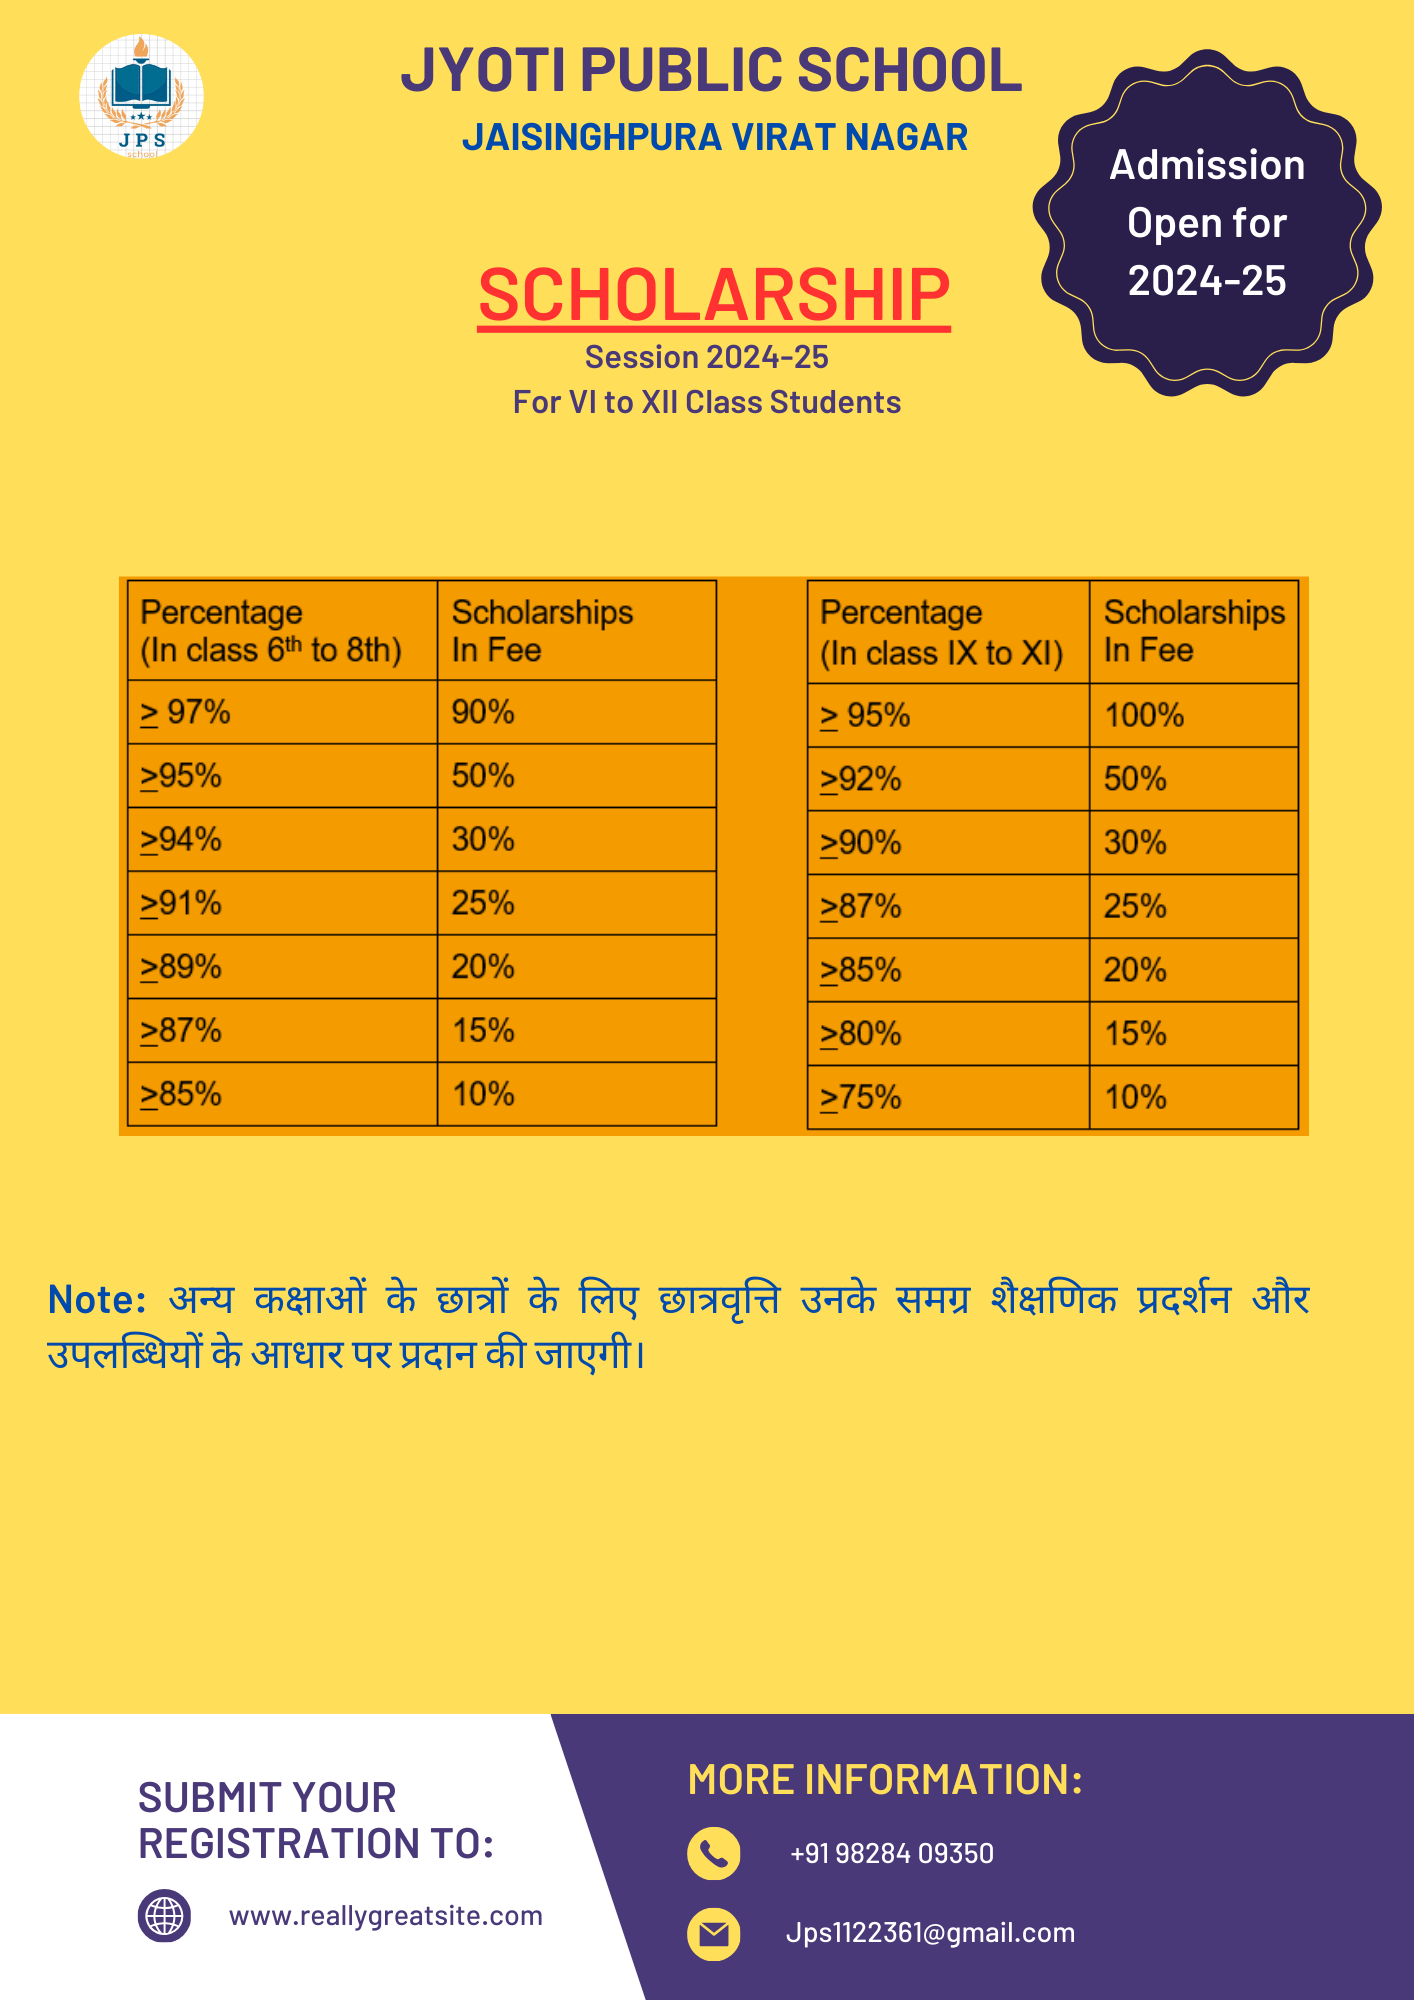 JPS
school
JYOTI PUBLIC SCHOOL
JAISINGHPURA VIRAT NAGAR
Admission
Open for
2024-25
SCHOLARSHIP
Session 2024-25
For VI to XII Class Students
Percentage Scholarships
(In class 6th to 8th) In Fee
≥ 97% 90%
≥95% 50%
≥94% 30%
≥91% 25%
≥89% 20%
≥87% 15%
≥85% 10%
Percentage Scholarships
(In class IX to XI) In Fee
≥ 95% 100%
≥92% 50%
≥90% 30%
≥87% 25%
≥85% 20%
≥80% 15%
≥75% 10%
Note: अन्य कक्षाओं के छात्रों के लिए छात्रवृत्ति उनके समग्र शैक्षणिक प्रदर्शन और
उपलब्धियों के आधार पर प्रदान की जाएगी।
SUBMIT YOUR
REGISTRATION TO:
www.reallygreatsite.com
MORE INFORMATION:
+91 98284 09350
Jps1122361@gmail.com